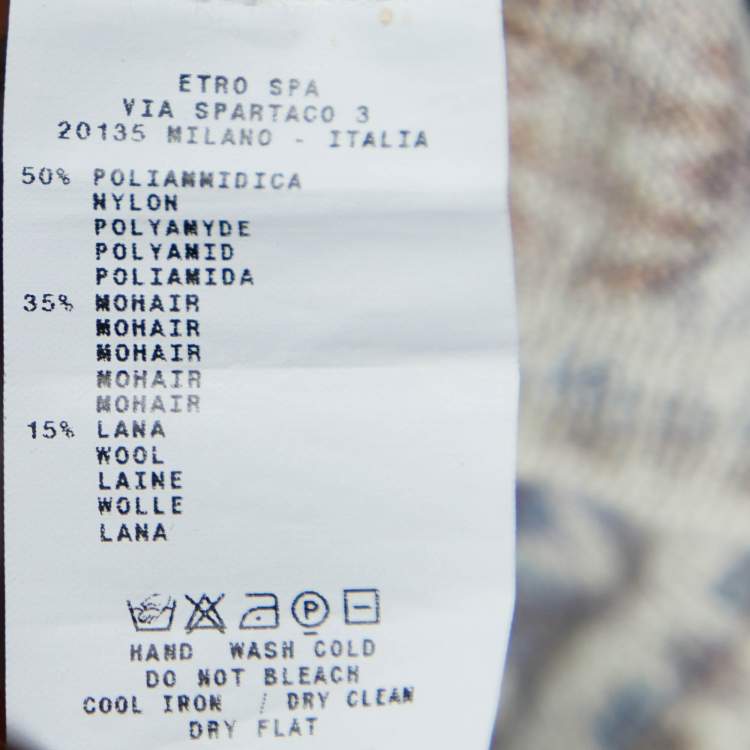 ETRO SPA
VIA SPARTACO 3
20135 MILANO - ITALIA
50% POLIAMMIDICA
NYLON
POLYAMYDE
POLYAMID
POLIAMIDA
35% MOHAIR
MOHAIR
MOHAIR
MOHAIR
MOHAIR
15% LANA
WOOL
LAINE
WOLLE
LANA
P
HAND WASH COLD
DO NOT BLEACH
COOL IRON / DRY CLEAN
DRY FLAT